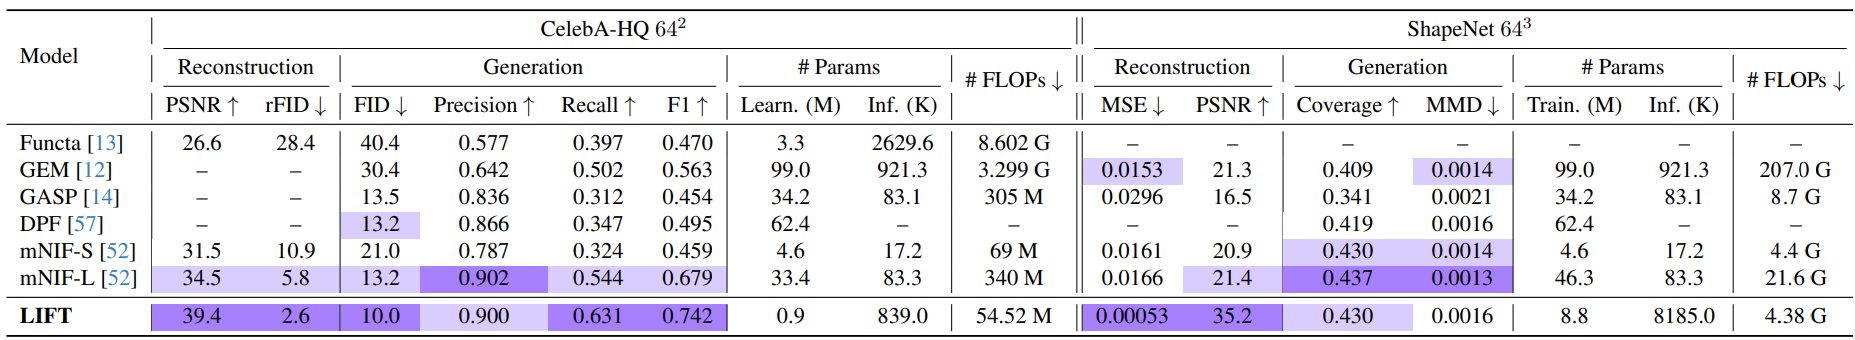 CelebA-HQ 64² ShapeNet 64³
Model Reconstruction Generation # Params # FLOPs ↓ Reconstruction Generation # Params # FLOPs ↓
PSNR ↑ rFID ↓ FID ↓ Precision ↑ Recall ↑ F1 ↑ Learn. (M) Inf. (K) MSE ↓ PSNR ↑ Coverage ↑ MMD ↓ Train. (M) Inf. (K)
Functa [13] 26.6 28.4 40.4 0.577 0.397 0.470 3.3 2629.6 8.602 G – – – – – – –
GEM [12] – – 30.4 0.642 0.502 0.563 99.0 921.3 3.299 G 0.0153 21.3 0.409 0.0014 99.0 921.3 207.0 G
GASP [14] – – 13.5 0.836 0.312 0.454 34.2 83.1 305 M 0.0296 16.5 0.341 0.0021 34.2 83.1 8.7 G
DPF [57] – – 13.2 0.866 0.347 0.495 62.4 – – – – 0.419 0.0016 62.4 – –
mNIF-S [52] 31.5 10.9 21.0 0.787 0.324 0.459 4.6 17.2 69 M 0.0161 20.9 0.430 0.0014 4.6 17.2 4.4 G
mNIF-L [52] 34.5 5.8 13.2 0.902 0.544 0.679 33.4 83.3 340 M 0.0166 21.4 0.437 0.0013 46.3 83.3 21.6 G
LIFT 39.4 2.6 10.0 0.900 0.631 0.742 0.9 839.0 54.52 M 0.00053 35.2 0.430 0.0016 8.8 8185.0 4.38 G